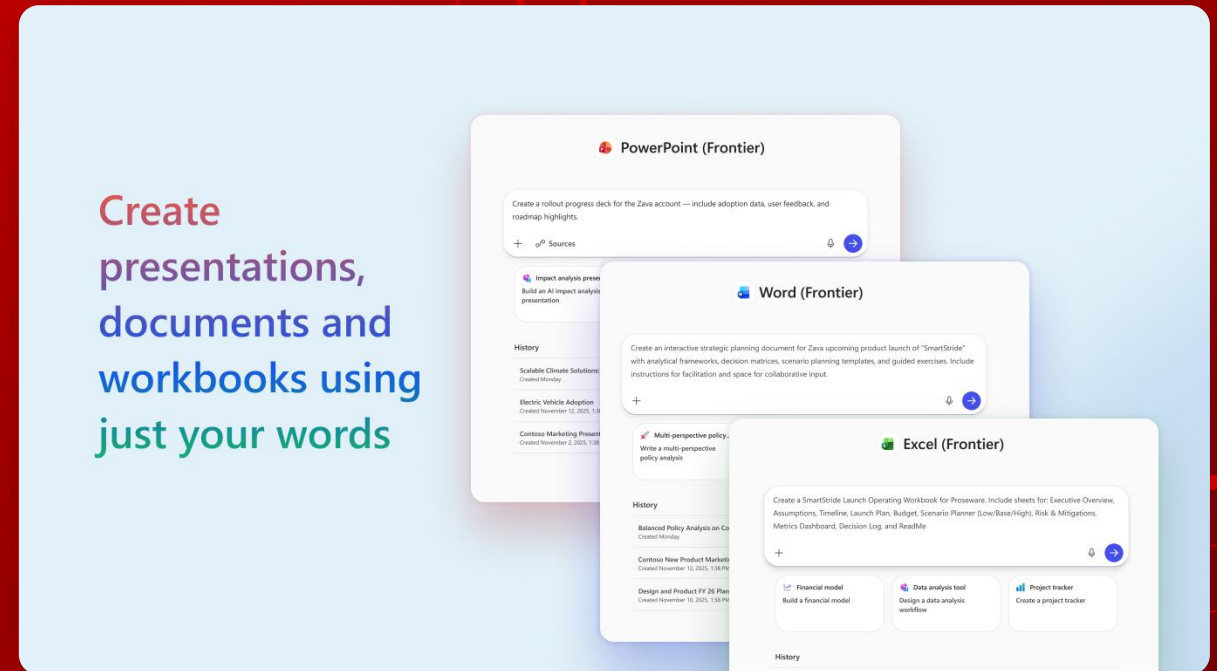 Create
presentations,
documents and
workbooks using
just your words
PowerPoint (Frontier)
Create a rollout progress deck for the Zava account — include adoption data, user feedback, and
roadmap highlights.
Sources
Impact analysis
Build an AI impact
presentation
History
Scalable Climate Solutions:
Created Monday
Electric Vehicle Adoption
Created November 12, 2025,
Contoso Marketing
Created November 2, 2025,
Word (Frontier)
Create an interactive strategic planning document for Zava upcoming product launch of "SmartStride"
with analytical frameworks, decision matrices, scenario planning templates, and guided exercises. Include
instructions for facilitation and space for collaborative input.
Multi-perspective policy...
Write a multi-perspective
policy analysis
History
Balanced Policy Analysis on
Created Monday
Contoso New Product
Created November 12, 2025, 1:38 PM
Design and Product FY 26
Created November 10, 2025, 1:38 PM
Excel (Frontier)
Create a SmartStride Launch Operating Workbook for Proseware. Include sheets for: Executive Overview,
Assumptions, Timeline, Launch Plan, Budget, Scenario Planner (Low/Base/High), Risk & Mitigations,
Metrics Dashboard, Decision Log, and ReadMe
Financial model
Build a financial model
Data analysis tool
Design a data analysis
workflow
Project tracker
Create a project tracker
History